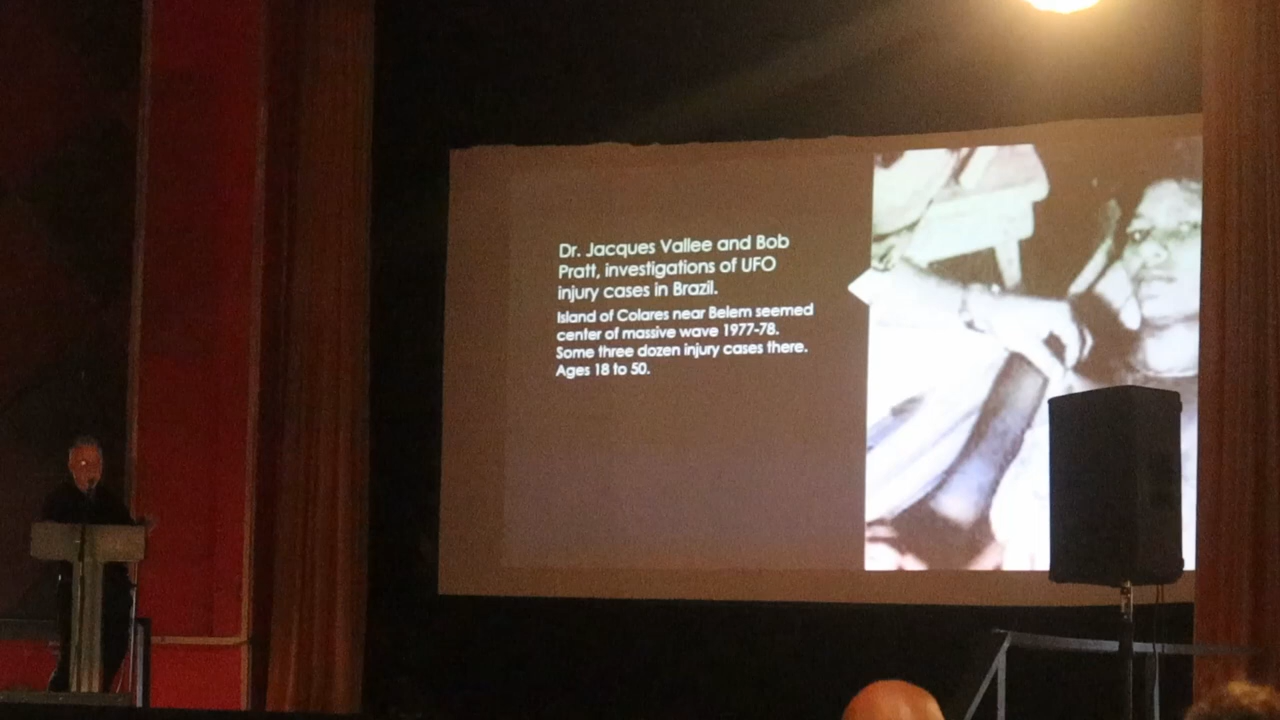 Dr. Jacques Vallee and Bob
Pratt, investigations of UFO
injury cases in Brazil.
Island of Colares near Belem seemed
center of massive wave 1977-78.
Some three dozen injury cases there.
Ages 18 to 50.